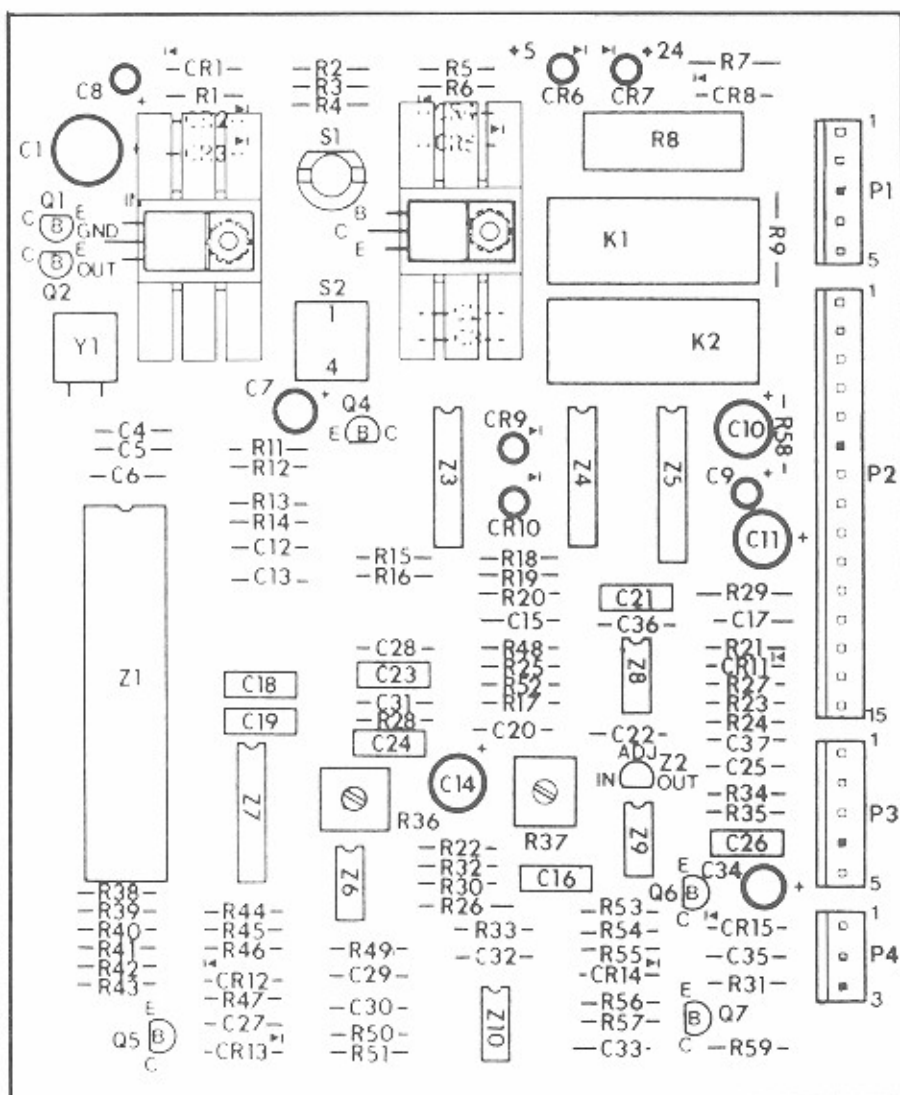 +5 +24
CR1 R2 R5 R7
C8 R3 R6 CR6 CR7 CR8
R1 R4
C1 CR3 S1 R8 1
P1
Q1 IN B
C B E GND C K1 R9
C B E OUT E 5
Q2 S2 1
1
Y1 K2
4
C7 + Q4 + R58
C4 E B C CR9 C10
C5 R11 P2
C6 R12 Z3 Z4 Z5 C9 +
R13 CR10
R14 C11 +
C12 R15 R18
C13 R16 R19
R20 C21 R29
C15 C36 C17
C28 R48 R21
Z1 C23 R25 Z8 CR11
C18 R52 R27
C31 R17 R23
C19 R28 R24 15
C24 C20 C22 C37 1
+ ADJ Z2 C25
Z7 C14 IN OUT R34 P3
R36 R37 Z9 R35
R22 C26
R32 E C34
R38 Z6 R30 C16 Q6 B + 5
R39 R44 R26 R53 C 1
R40 R45 R33 R54 CR15
R41 R46 R49 C32 R55 C35 P4
R42 CR12 C29 CR14 R31
R43 R47 R56 E 3
E C27 C30 Z10 R57 B Q7
Q5 B R50 C
C CR13 R51 C33 R59